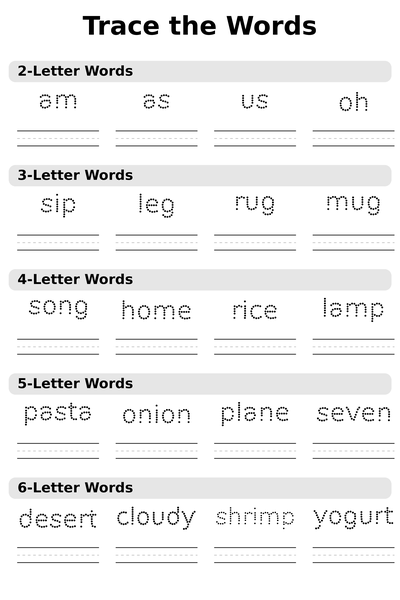 Trace the Words
2-Letter Words
am as us oh
3-Letter Words
sip leg rug mug
4-Letter Words
song home rice lamp
5-Letter Words
pasta onion plane seven
6-Letter Words
desert cloudy shrimp yogurt